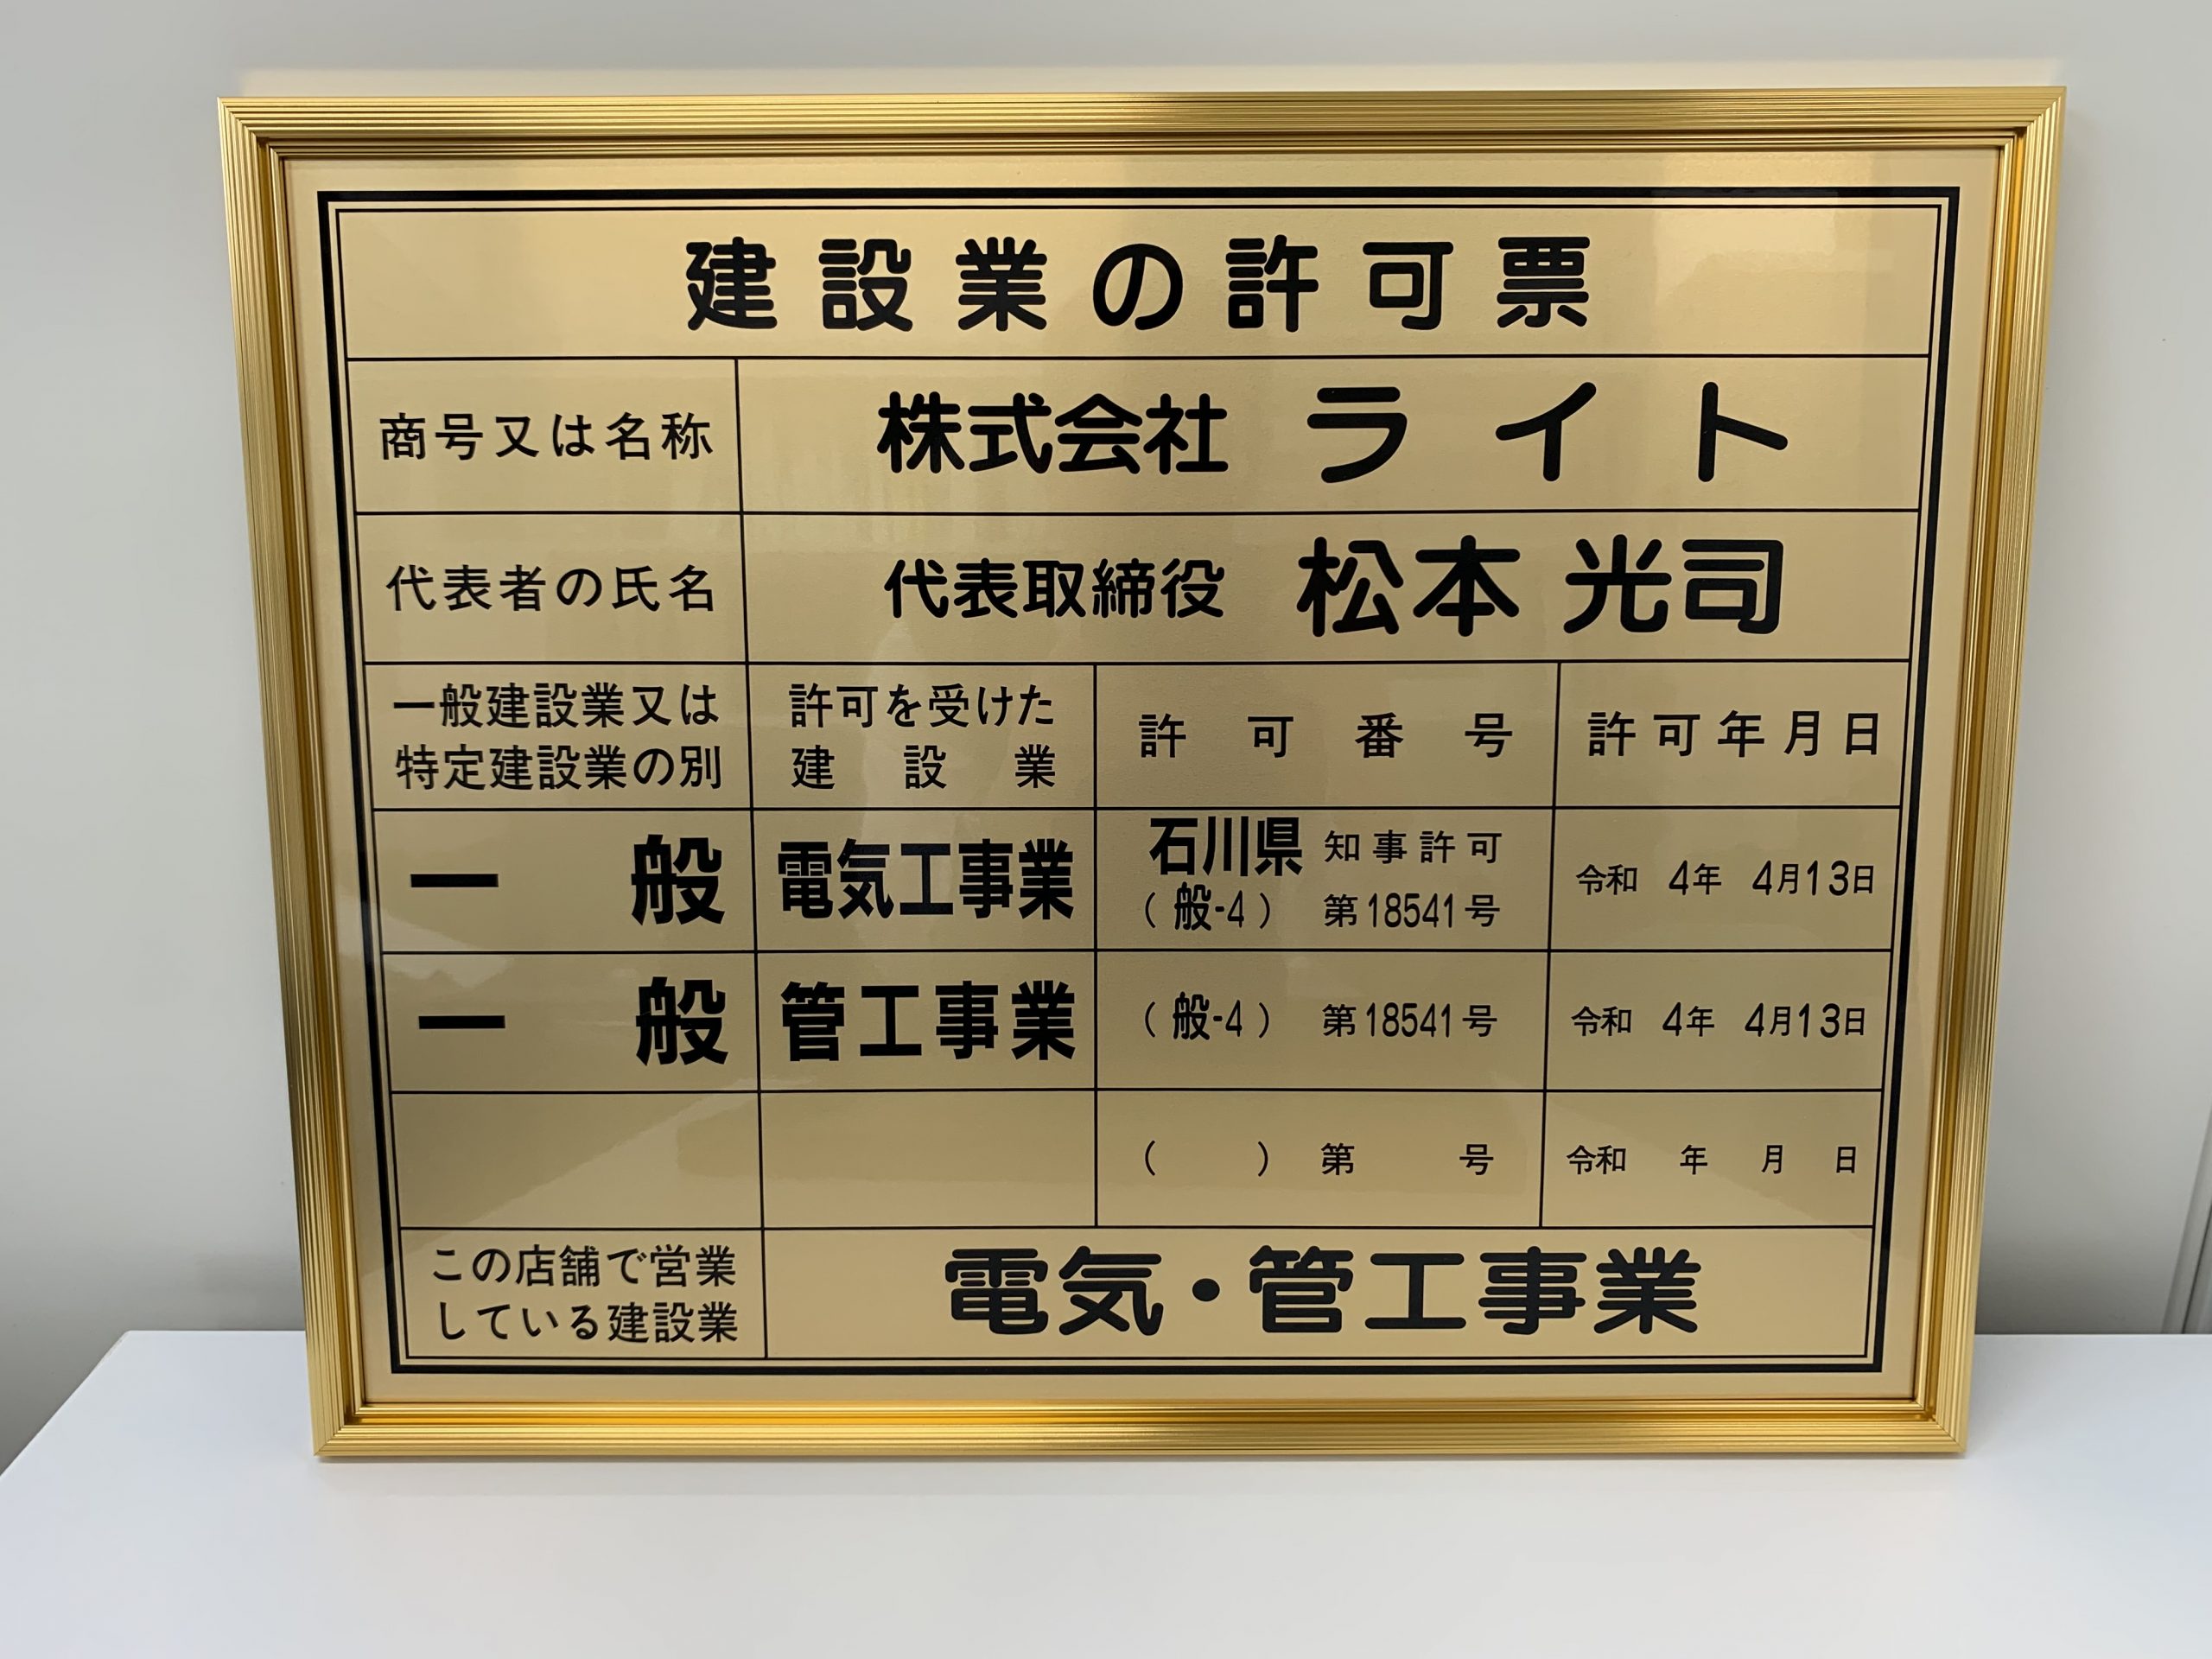 建設業の許可票
商号又は名称 株式会社 ライト
代表者の氏名 代表取締役 松本 光司
一般建設業又は
特定建設業の別
許可を受けた
建設業
許可番号
許可年月日
一般 電気工事業
石川県 知事許可
(般-4) 第18541号
令和 4年 4月13日
一般 管工事業 (般-4) 第18541号 令和 4年 4月13日
( ) 第 号 令和 年 月 日
この店舗で営業
している建設業
電気・管工事業